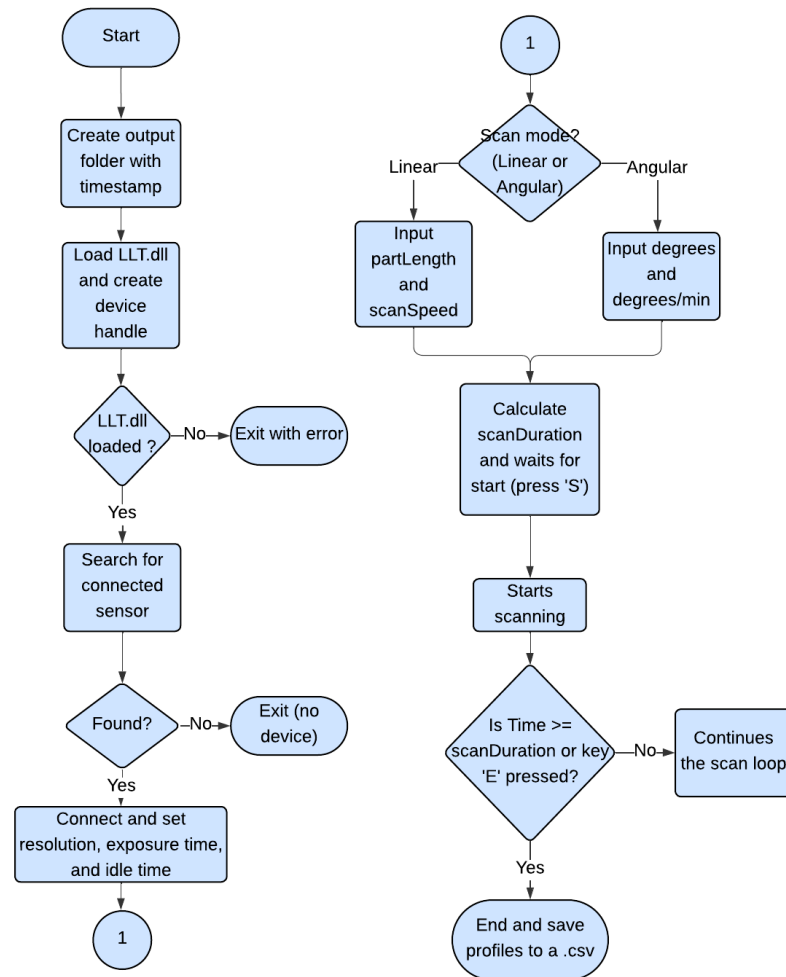 Start
Create output
folder with
timestamp
Load LLT.dll
and create
device
handle
LLT.dll
loaded ?
No
Exit with error
Yes
Search for
connected
sensor
Found?
No
Exit (no
device)
Yes
Connect and set
resolution, exposure time,
and idle time
1
1
Scan mode?
(Linear or
Angular)
Linear
Angular
Input
partLength
and
scanSpeed
Input degrees
and
degrees/min
Calculate
scanDuration
and waits for
start (press 'S')
Starts
scanning
Is Time >=
scanDuration or key
'E' pressed?
No
Continues
the scan loop
Yes
End and save
profiles to a .csv